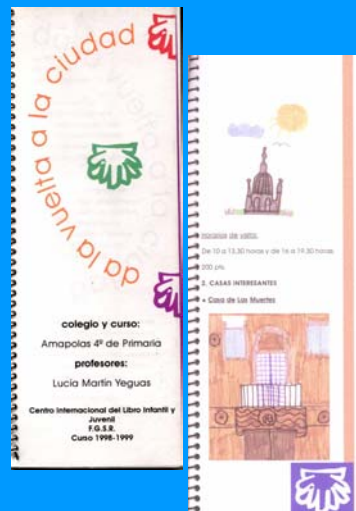 da la vuelta a la ciudad
colegio y curso:
Amapolas 4º de Primaria
profesores:
Lucía Martín Yeguas
Centro Internacional del Libro Infantil y
Juvenil
F.G.S.R.
Curso 1998-1999
Horarios de visita:
De 10 a 13.30 horas y de 16 a 19.30 horas
200 pts.
2. CASAS INTERESANTES
Casa de Las Muertes